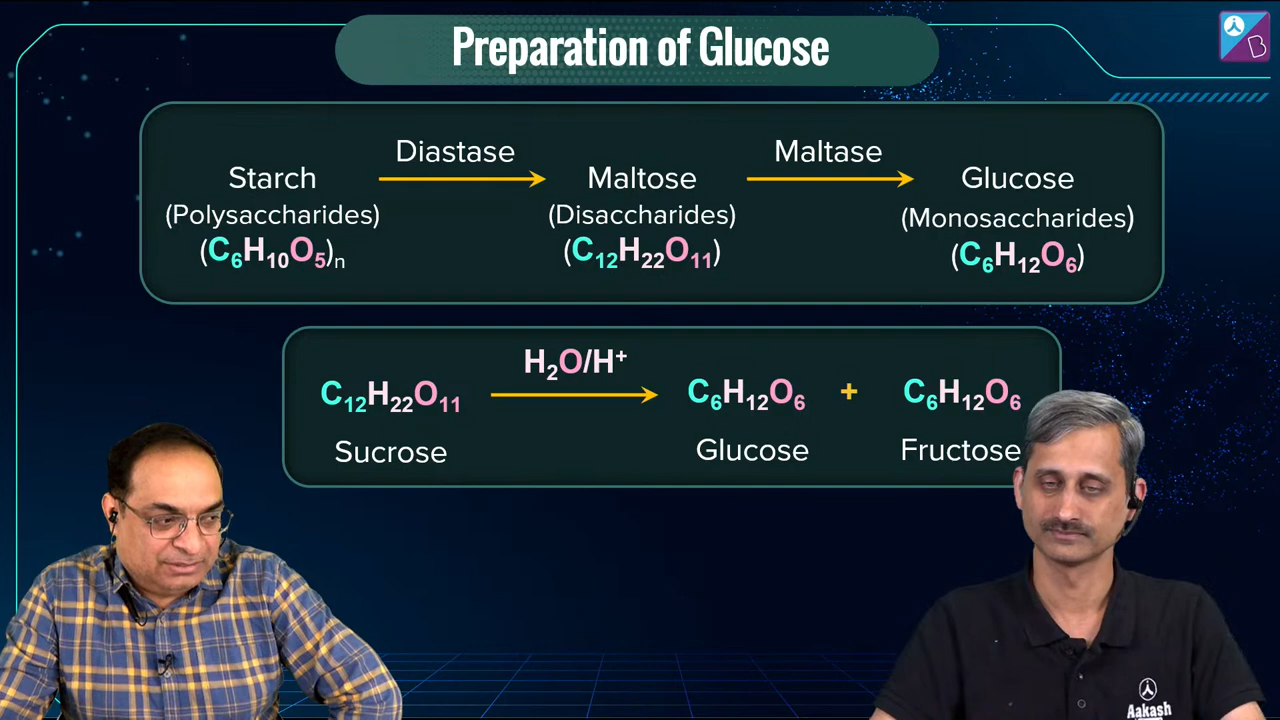 Preparation of Glucose
B
Diastase
Maltase
Starch
Maltose
Glucose
(Polysaccharides)
(Disaccharides)
(Monosaccharides)
(C₆H₁₀O₅)ₙ
(C₁₂H₂₂O₁₁)
(C₆H₁₂O₆)
H₂O/H⁺
C₁₂H₂₂O₁₁
C₆H₁₂O₆ + C₆H₁₂O₆
Sucrose
Glucose
Fructose
Aakash